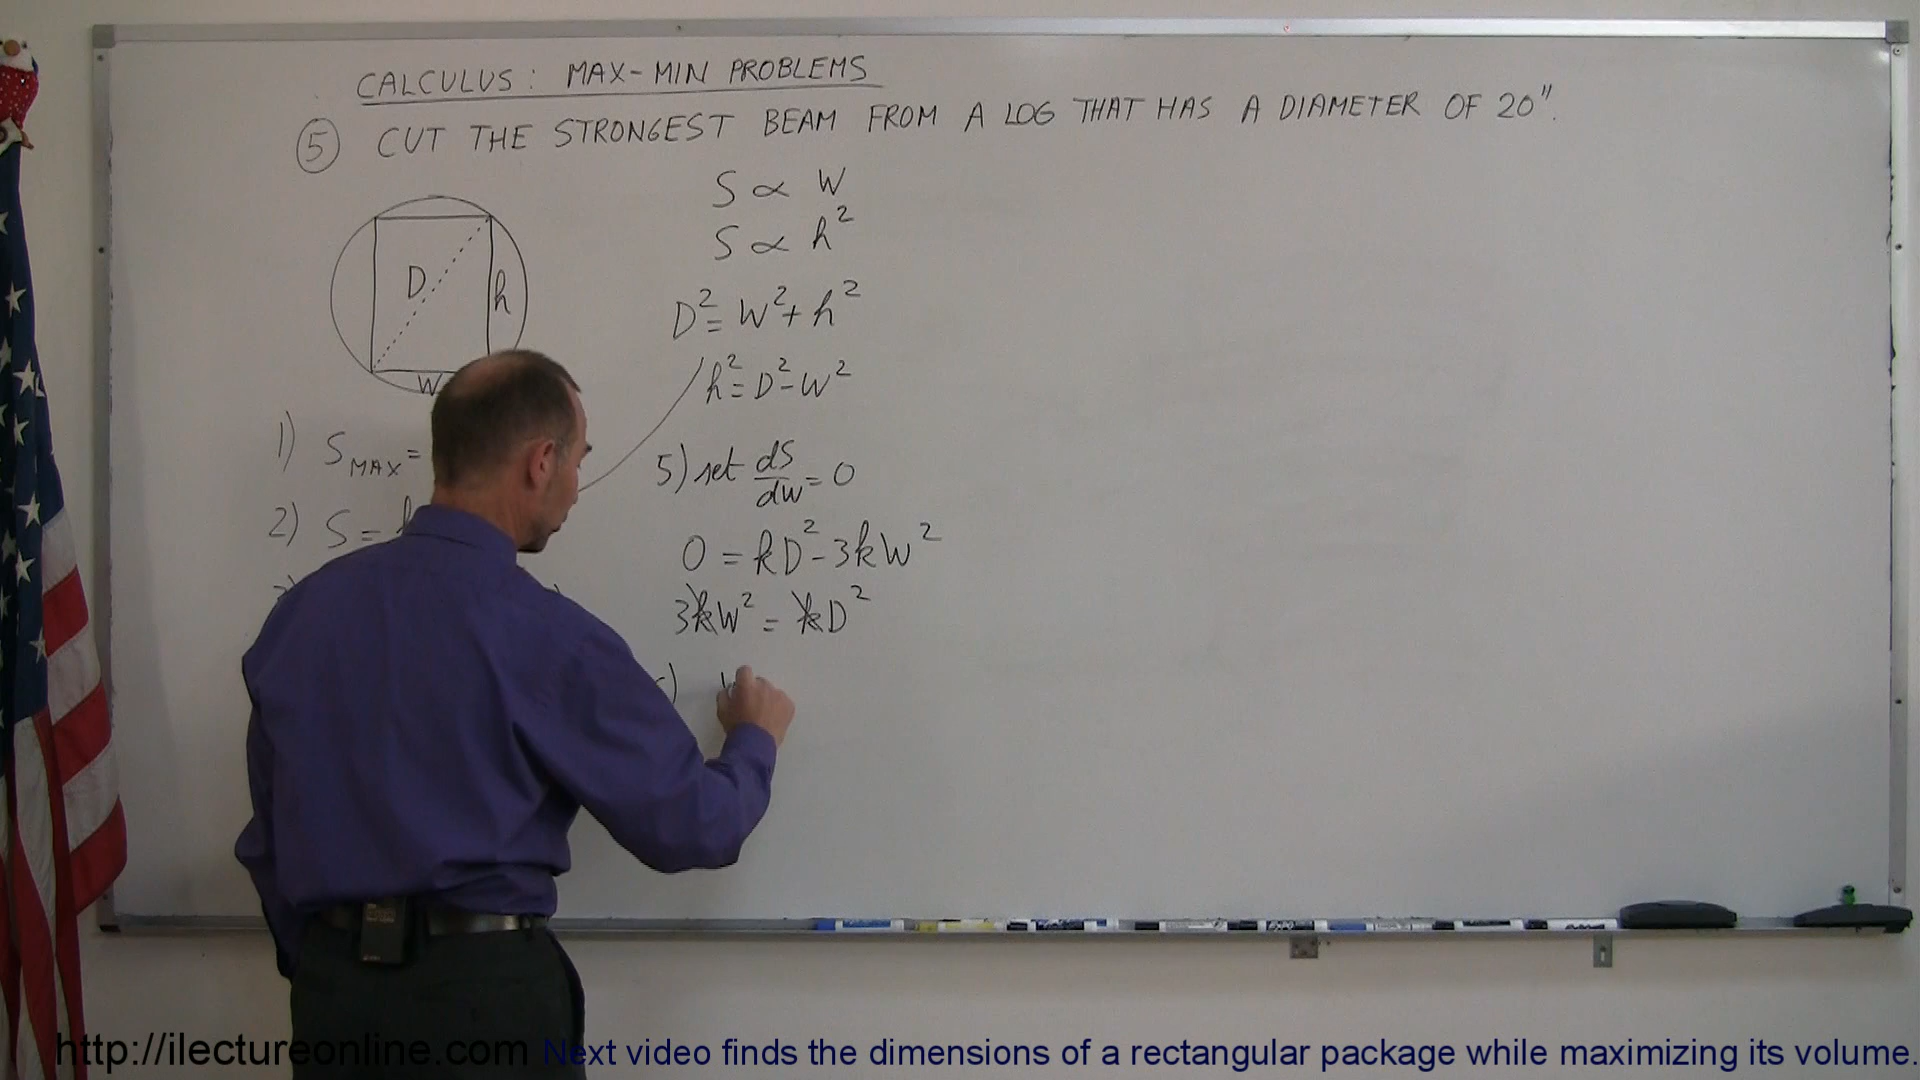 CALCULUS: MAX-MIN PROBLEMS
5 CUT THE STRONGEST BEAM FROM A LOG THAT HAS A DIAMETER OF 20".
S ∝ W
S ∝ h²
D² = W² + h²
h² = D² - W²
D
h
W
1) S MAX =
2) S = k
5) set dS/dW = 0
0 = kD² - 3kW²
3kW² = kD²
http://ilectureonline.com Next video finds the dimensions of a rectangular package while maximizing its volume.